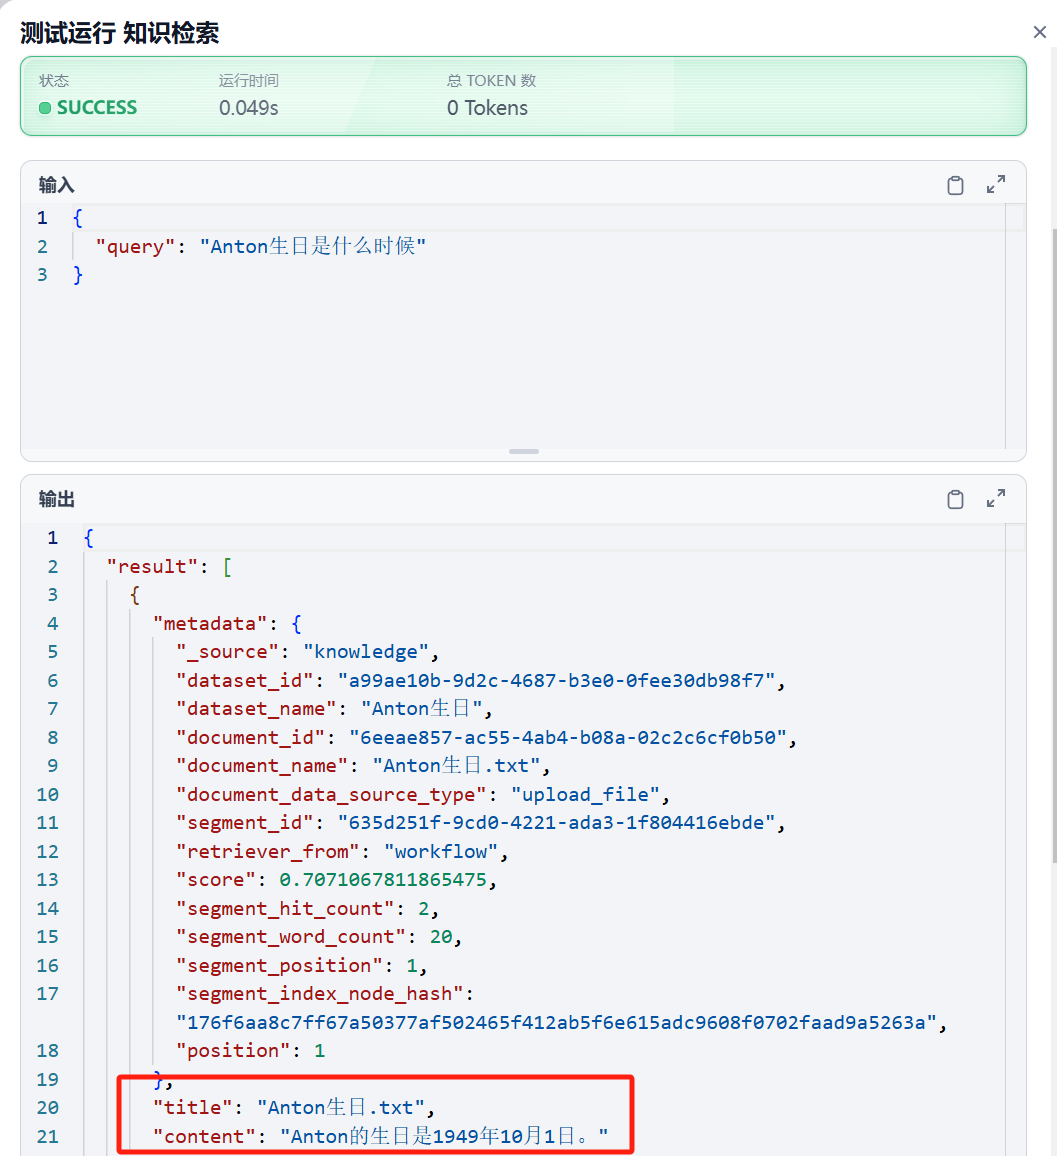 测试运行 知识检索
状态 运行时间 总 TOKEN 数
SUCCESS 0.049s 0 Tokens
输入
1 {
2 "query": "Anton生日是什么时候"
3 }
输出
1 {
2 "result": [
3 {
4 "metadata": {
5 "_source": "knowledge",
6 "dataset_id": "a99ae10b-9d2c-4687-b3e0-0fee30db98f7",
7 "dataset_name": "Anton生日",
8 "document_id": "6eeae857-ac55-4ab4-b08a-02c2c6cf0b50",
9 "document_name": "Anton生日.txt",
10 "document_data_source_type": "upload_file",
11 "segment_id": "635d251f-9cd0-4221-ada3-1f804416ebde",
12 "retriever_from": "workflow",
13 "score": 0.7071067811865475,
14 "segment_hit_count": 2,
15 "segment_word_count": 20,
16 "segment_position": 1,
17 "segment_index_node_hash":
"176f6aa8c7ff67a50377af502465f412ab5f6e615adc9608f0702faad9a5263a",
18 "position": 1
19 },
20 "title": "Anton生日.txt",
21 "content": "Anton的生日是1949年10月1日。"